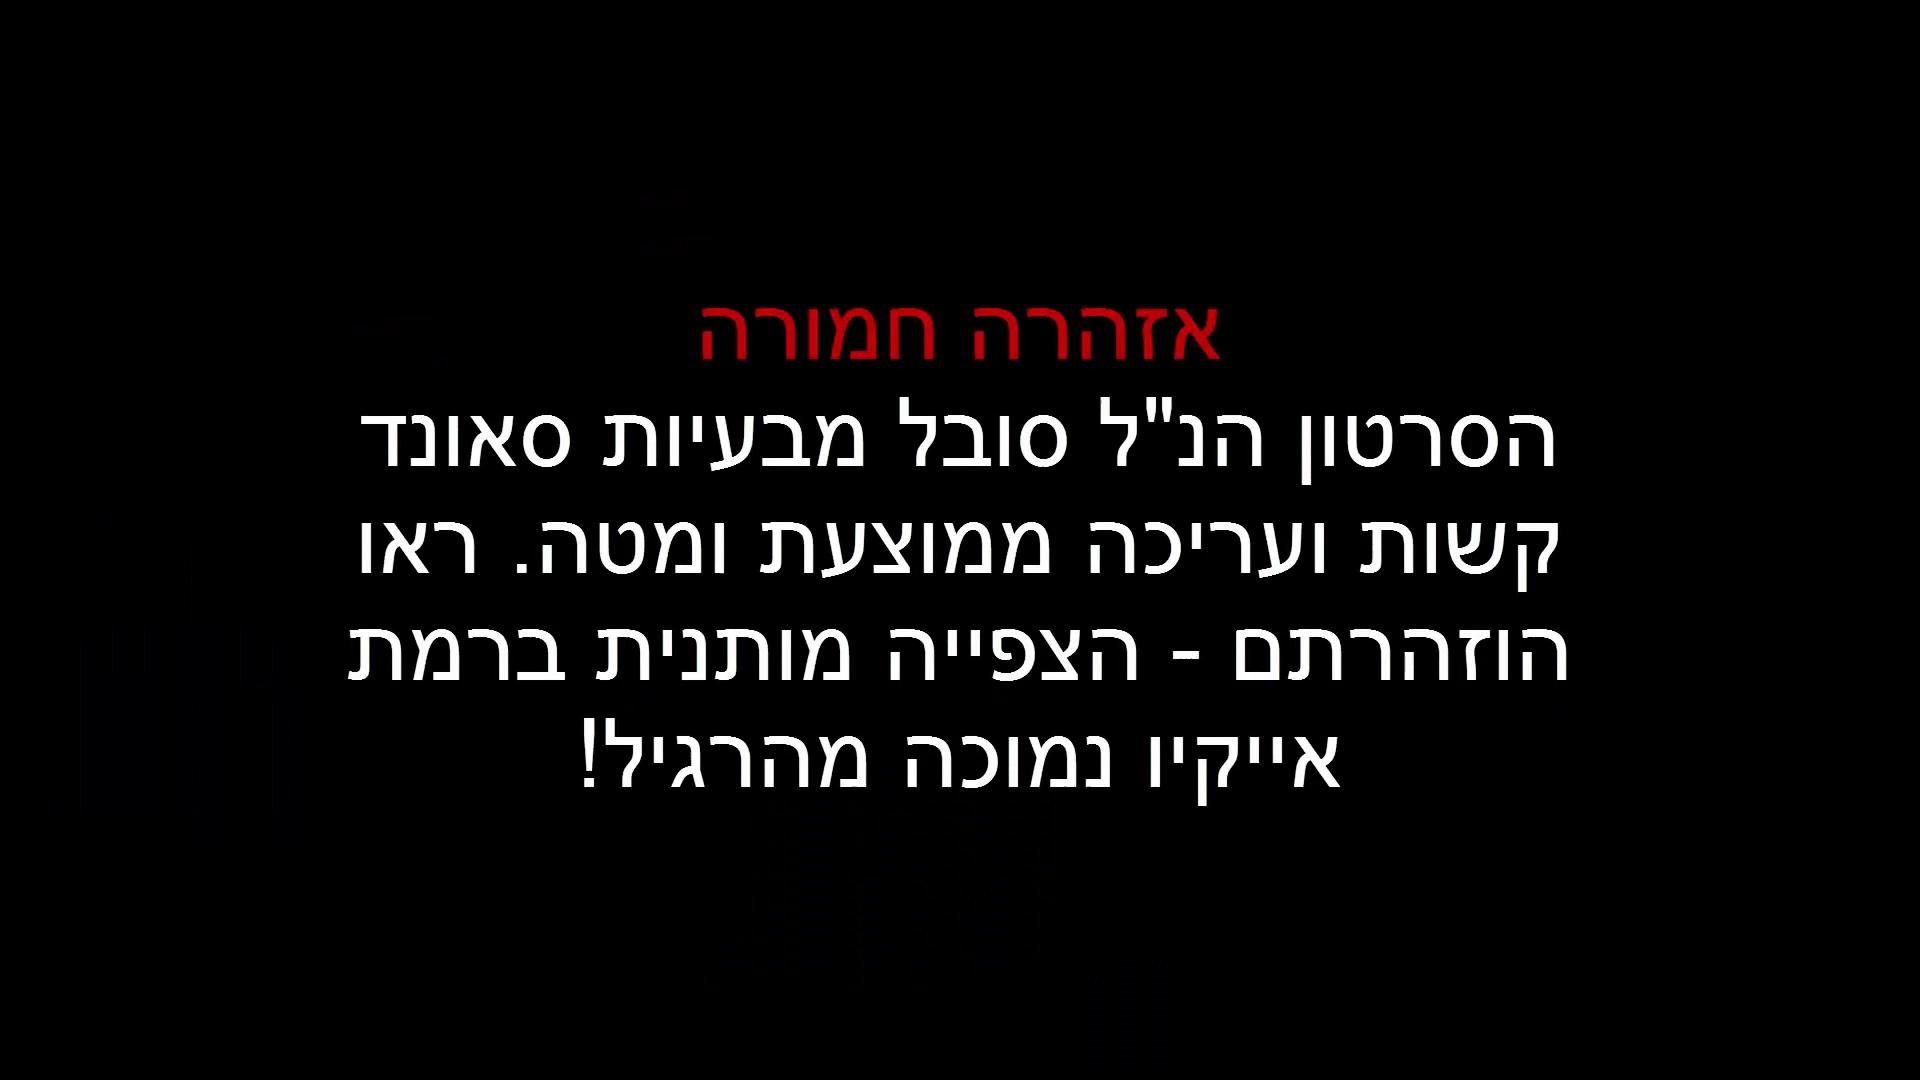 אזהרה חמורה
הסרטון הנ"ל סובל מבעיות סאונד
קשות ועריכה ממוצעת ומטה. ראו
הוזהרתם - הצפייה מותנית ברמת
אייקיו נמוכה מהרגיל!